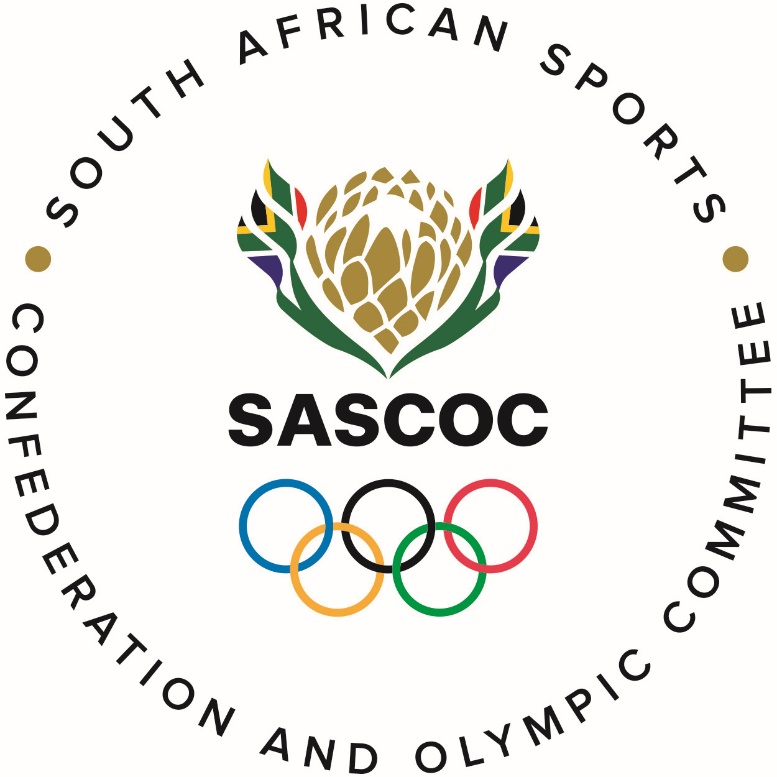 SOUTH AFRICAN SPORTS
CONFEDERATION AND OLYMPIC COMMITTEE
SASCOC